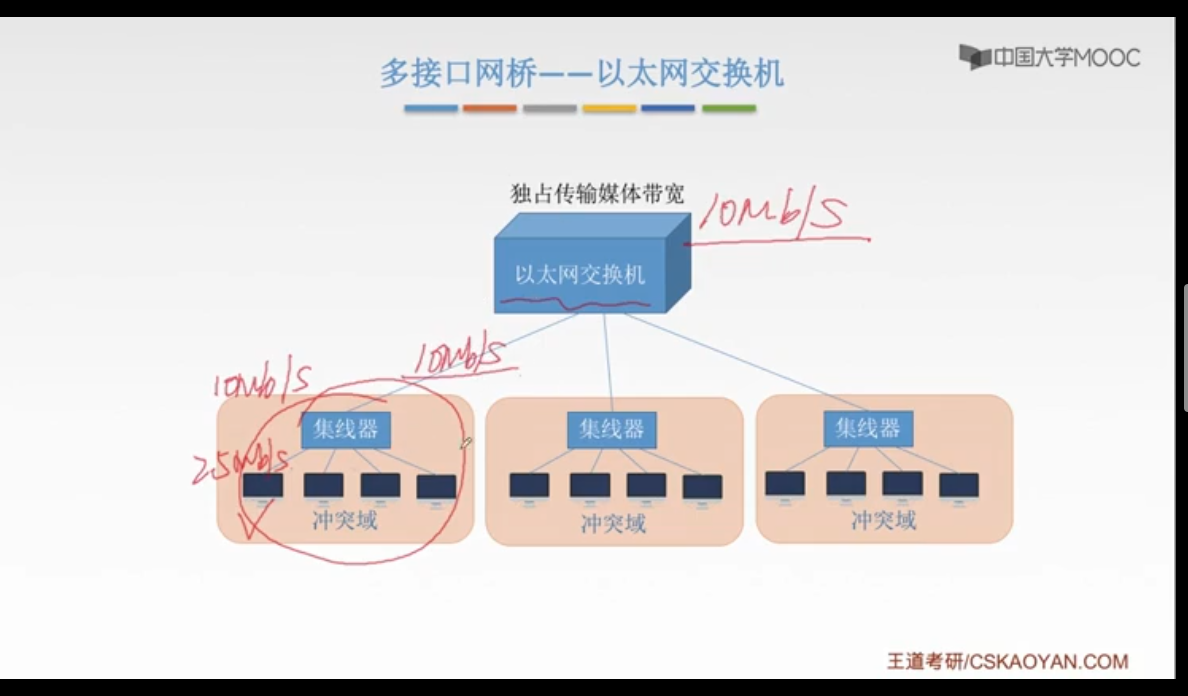 中国大学MOOC
多接口网桥——以太网交换机
独占传输媒体带宽
10Mb/s
以太网交换机
10Mb/s
10Mb/s
集线器
集线器
集线器
2.5Mb/s
冲突域
冲突域
冲突域
王道考研/CSKAOYAN.COM